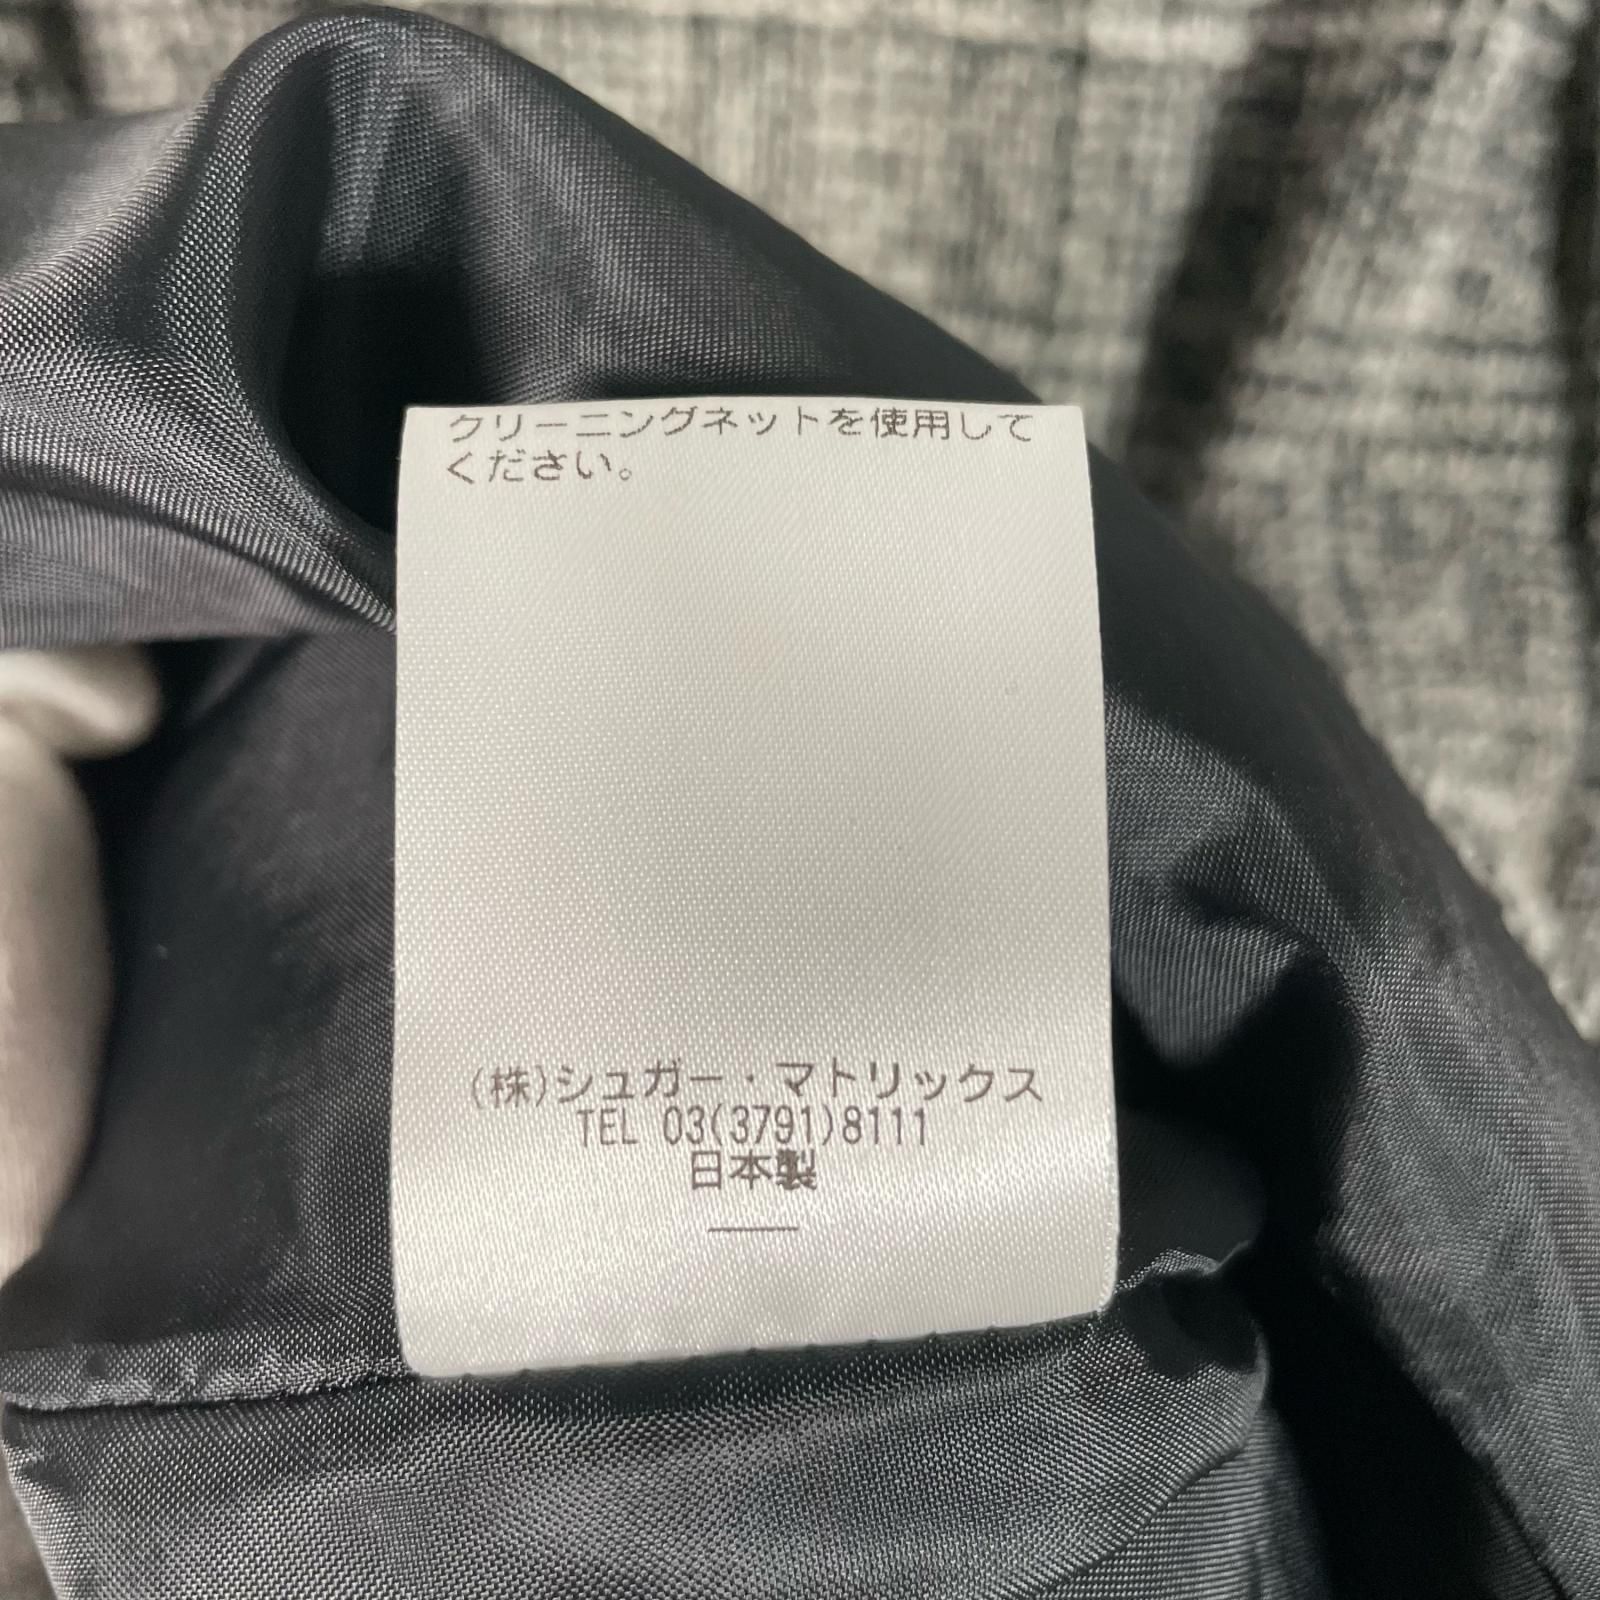 クリーニングネットを使用して
ください。
(株)シュガー・マトリックス
TEL 03(3791)8111
日本製